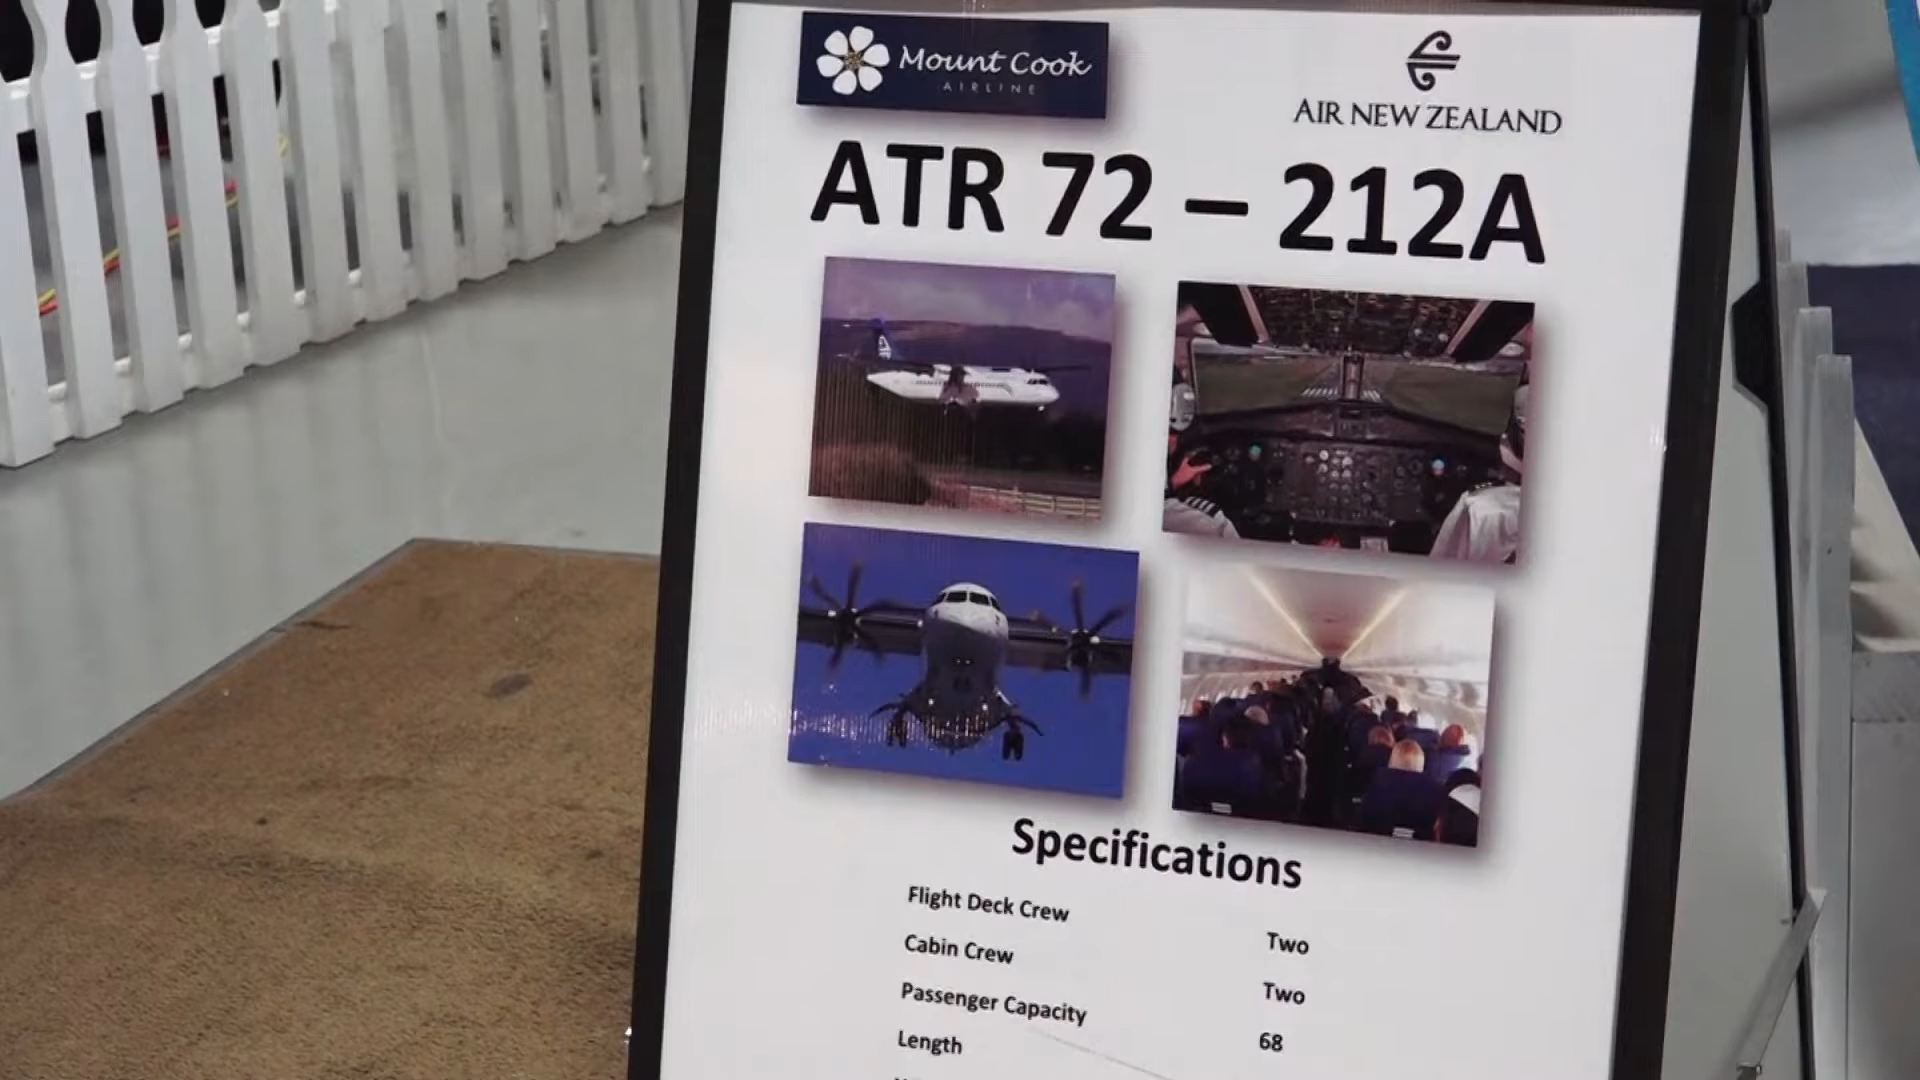 Mount Cook
AIRLINE
AIR NEW ZEALAND
ATR 72 – 212A
Specifications
Flight Deck Crew Two
Cabin Crew Two
Passenger Capacity 68
Length